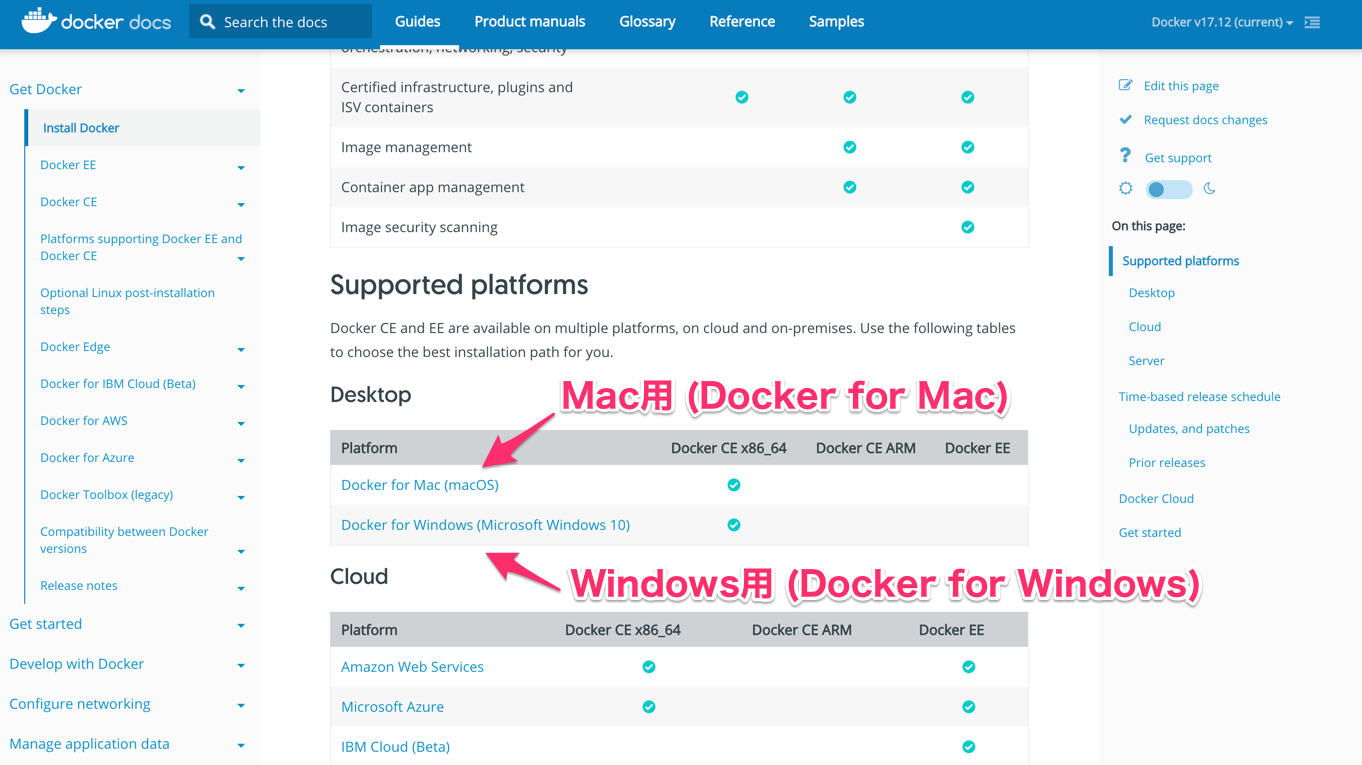 docker docs
Search the docs
Guides
Product manuals
Glossary
Reference
Samples
Docker v17.12 (current)
Get Docker
Install Docker
Docker EE
Docker CE
Platforms supporting Docker EE and
Docker CE
Optional Linux post-installation
steps
Docker Edge
Docker for IBM Cloud (Beta)
Docker for AWS
Docker for Azure
Docker Toolbox (legacy)
Compatibility between Docker
versions
Release notes
Get started
Develop with Docker
Configure networking
Manage application data
orchestration, networking, security
Certified infrastructure, plugins and
ISV containers
Image management
Container app management
Image security scanning
Supported platforms
Docker CE and EE are available on multiple platforms, on cloud and on-premises. Use the following tables
to choose the best installation path for you.
Desktop
Mac用 (Docker for Mac)
Platform Docker CE x86_64 Docker CE ARM Docker EE
Docker for Mac (macOS)
Docker for Windows (Microsoft Windows 10)
Windows用 (Docker for Windows)
Cloud
Platform Docker CE x86_64 Docker CE ARM Docker EE
Amazon Web Services
Microsoft Azure
IBM Cloud (Beta)
Edit this page
Request docs changes
Get support
On this page:
Supported platforms
Desktop
Cloud
Server
Time-based release schedule
Updates, and patches
Prior releases
Docker Cloud
Get started